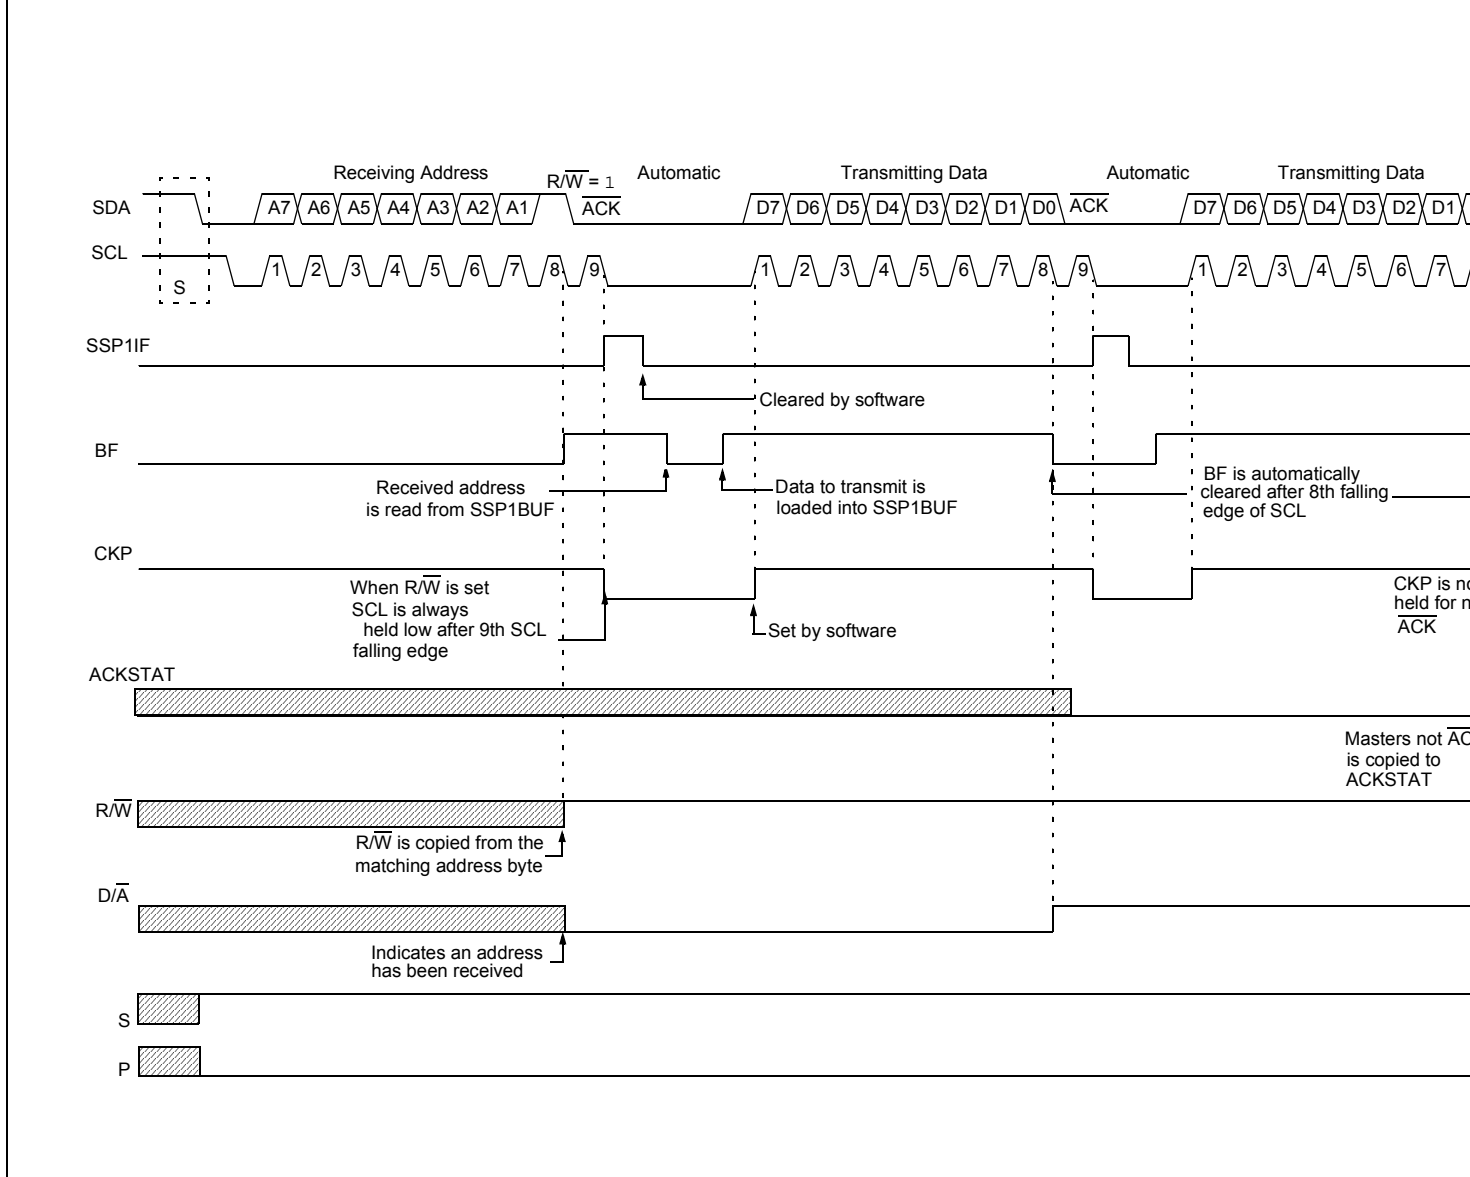 Receiving Address
R/W̅ = 1
Automatic
Transmitting Data
Automatic
Transmitting Data
SDA
A7 A6 A5 A4 A3 A2 A1
A̅C̅K̅
D7 D6 D5 D4 D3 D2 D1 D0
A̅C̅K̅
D7 D6 D5 D4 D3 D2 D1
SCL
1 2 3 4 5 6 7 8 9
1 2 3 4 5 6 7 8 9
1 2 3 4 5 6 7
S
SSP1IF
Cleared by software
BF
Received address
is read from SSP1BUF
Data to transmit is
loaded into SSP1BUF
BF is automatically
cleared after 8th falling
edge of SCL
CKP
When R/W̅ is set
SCL is always
held low after 9th SCL
falling edge
Set by software
CKP is
held for
A̅C̅K̅
ACKSTAT
Masters not
is copied to
ACKSTAT
R/W̅
R/W̅ is copied from the
matching address byte
D/A̅
Indicates an address
has been received
S
P